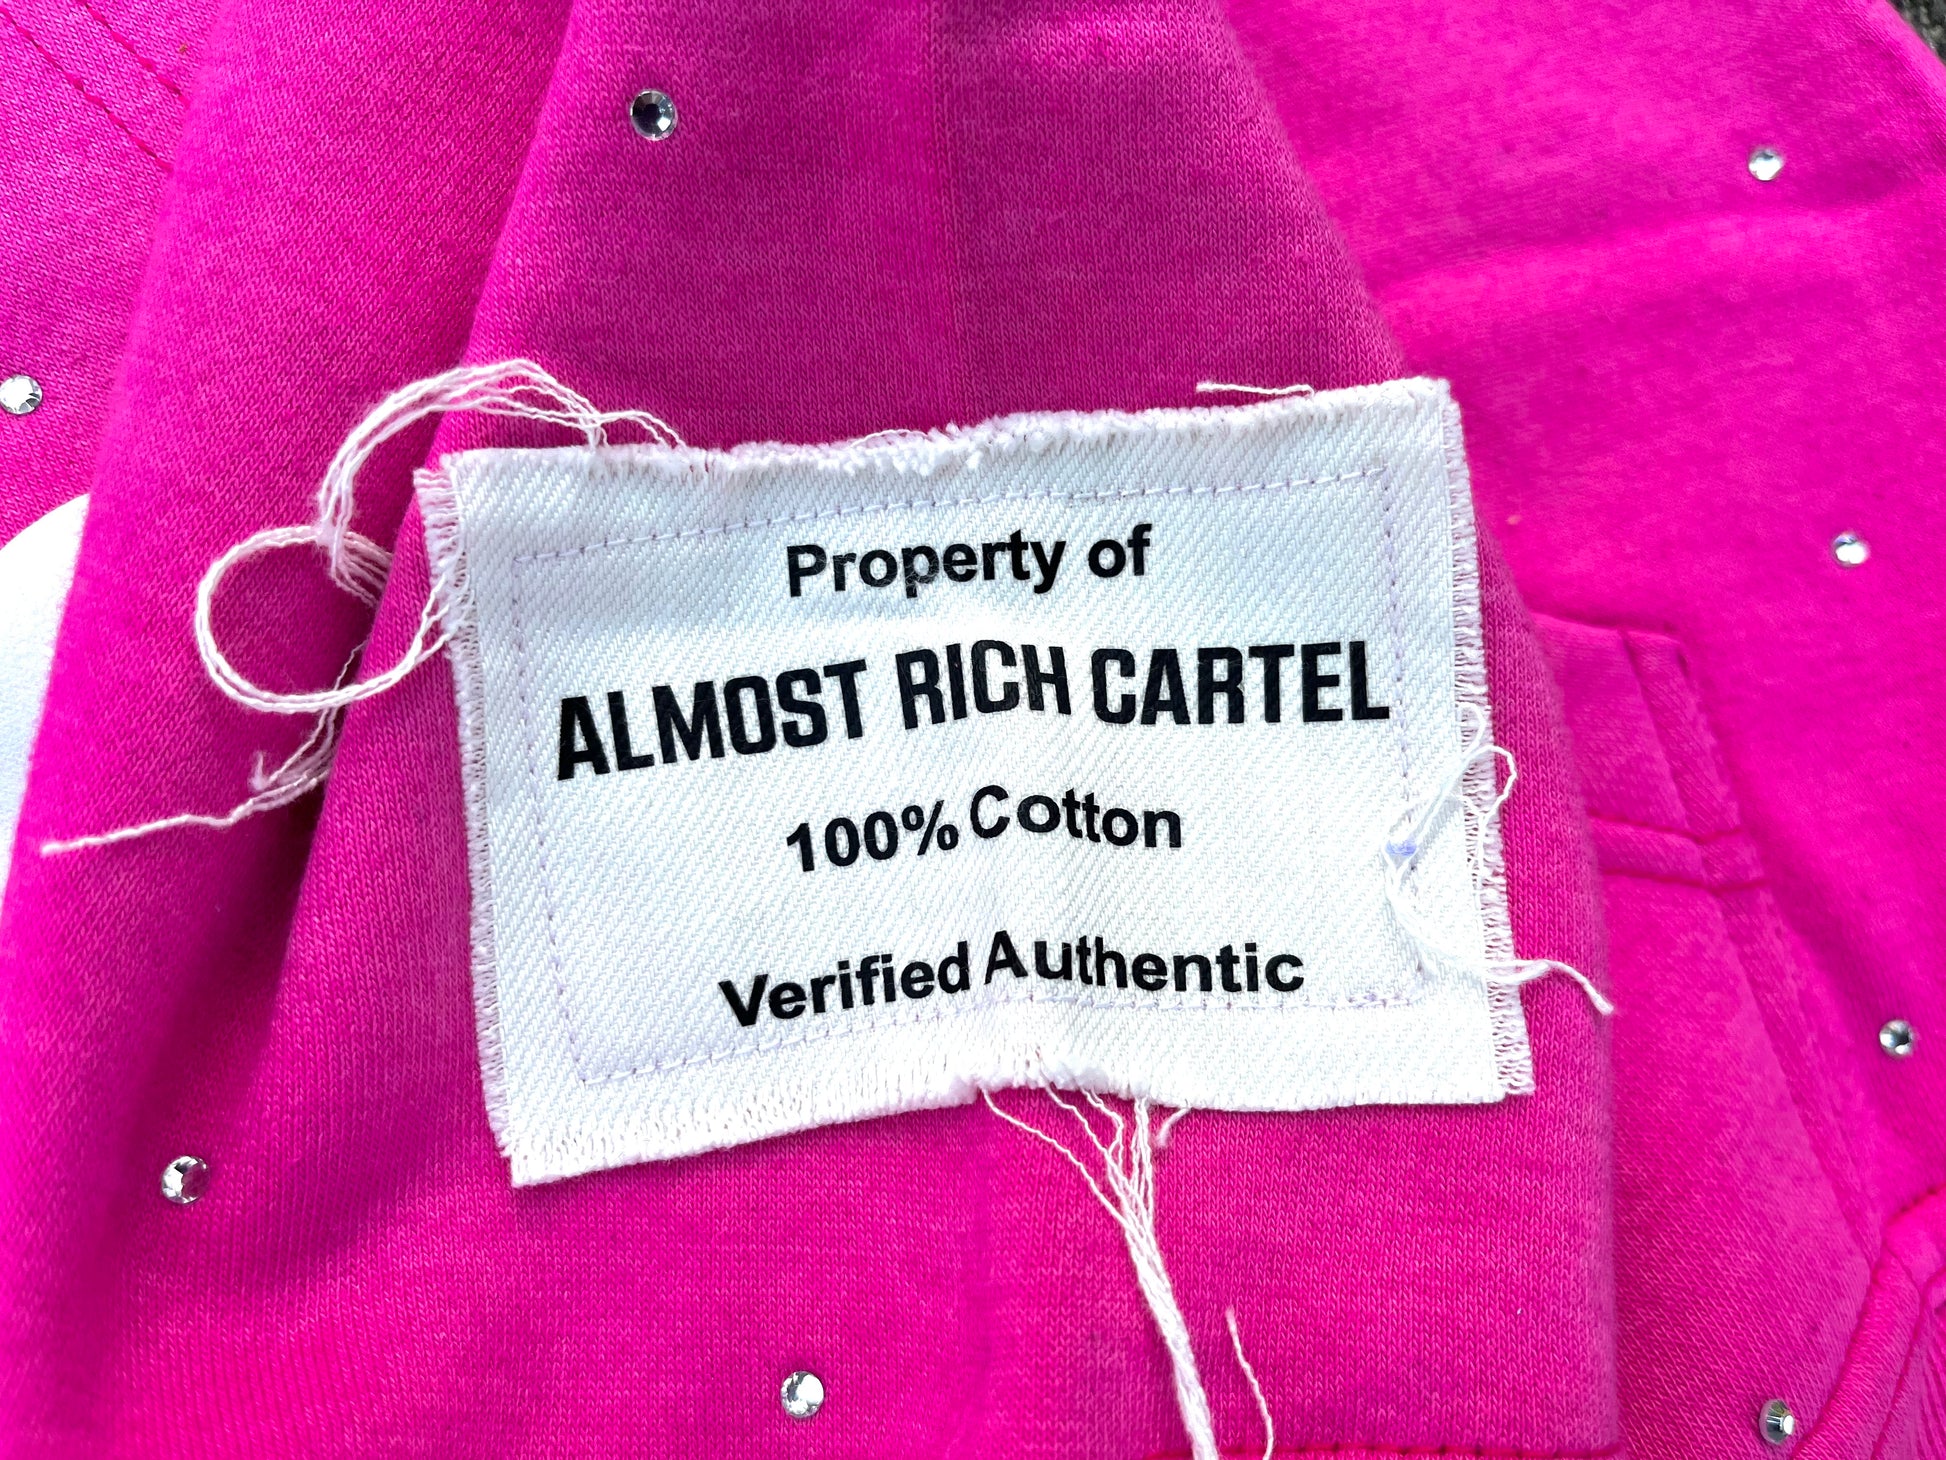 Property of
ALMOST RICH CARTEL
100% Cotton
Verified Authentic